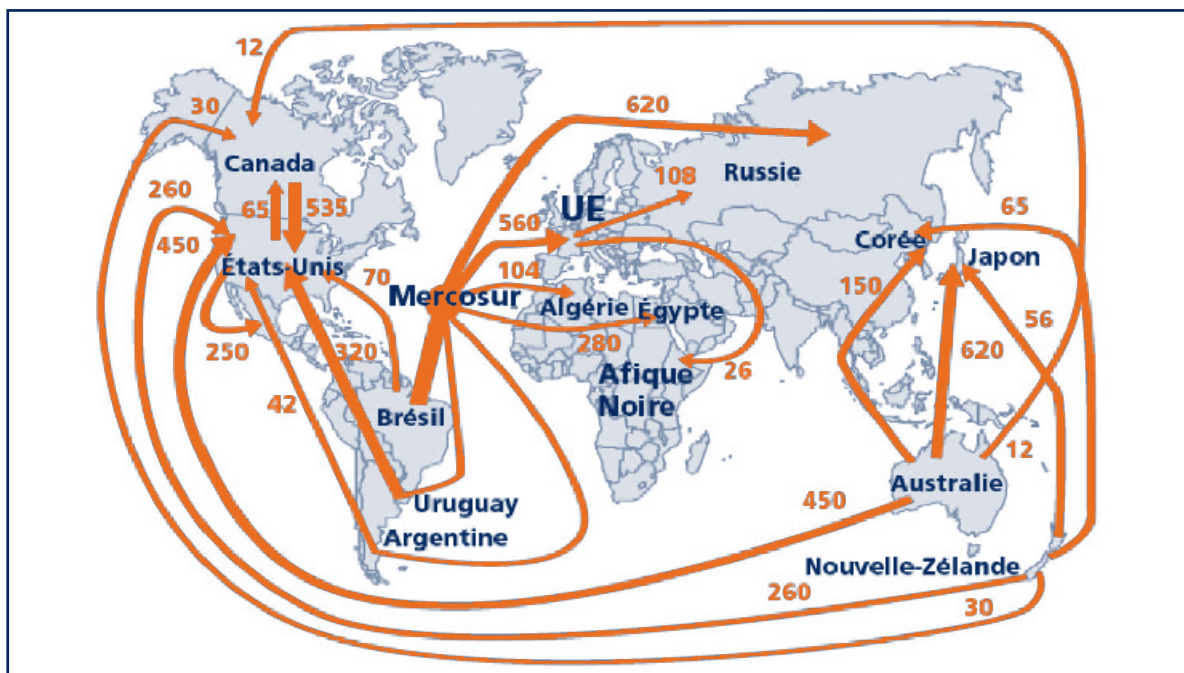 12
620
30
Canada
108
Russie
260
UE
65
535
560
65
450
Corée
Japon
États-Unis
70
104
150
Mercosur
Algérie
Égypte
56
250
320
280
620
26
Afique
Noire
42
Brésil
12
Australie
Uruguay
450
Argentine
Nouvelle-Zélande
260
30